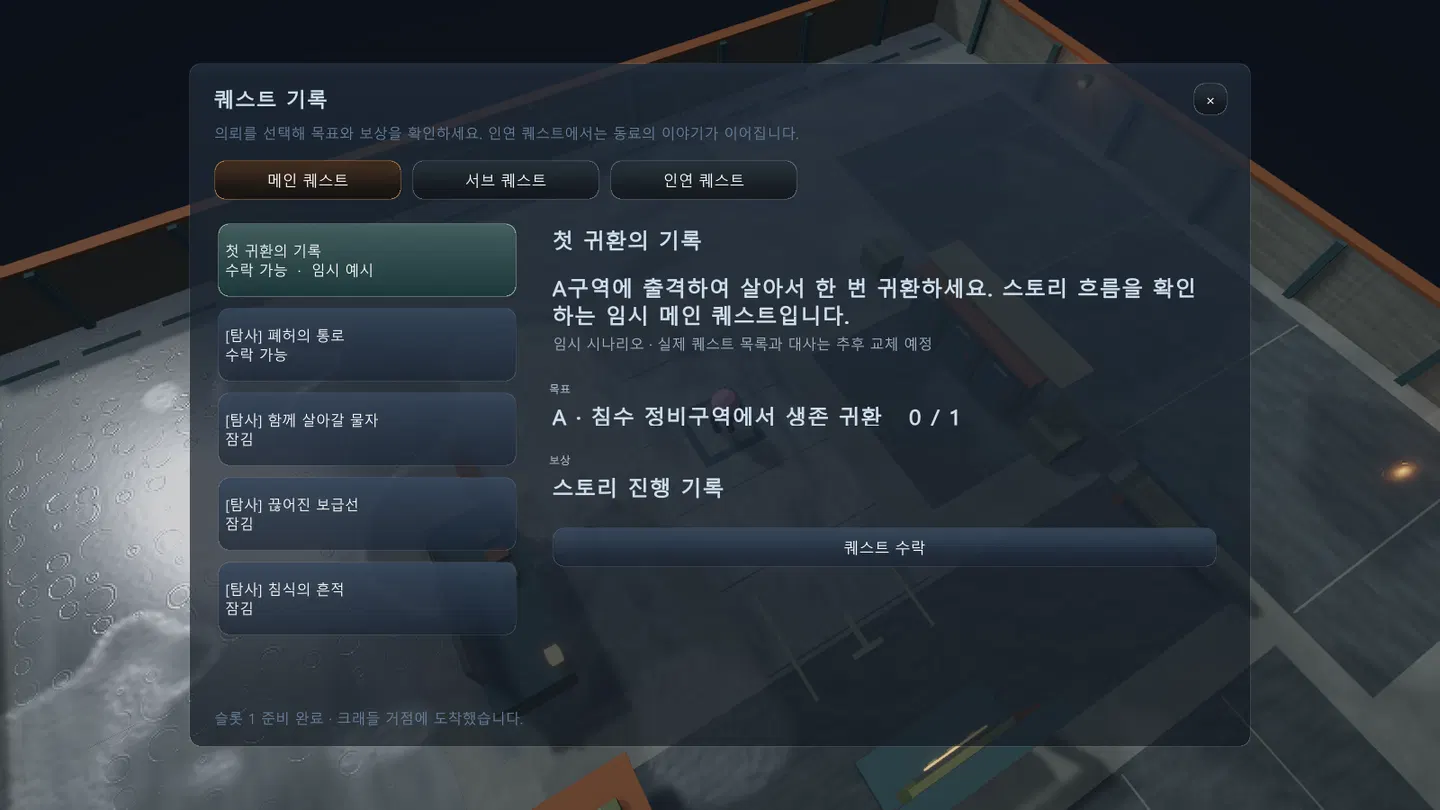 퀘스트 기록
×
의뢰를 선택해 목표와 보상을 확인하세요. 인연 퀘스트에서는 동료의 이야기가 이어집니다.
메인 퀘스트
서브 퀘스트
인연 퀘스트
첫 귀환의 기록
수락 가능 · 임시 예시
[탐사] 폐허의 통로
수락 가능
[탐사] 함께 살아갈 물자
잠김
[탐사] 끊어진 보급선
잠김
[탐사] 침식의 흔적
잠김
첫 귀환의 기록
A구역에 출격하여 살아서 한 번 귀환하세요. 스토리 흐름을 확인
하는 임시 메인 퀘스트입니다.
임시 시나리오 · 실제 퀘스트 목록과 대사는 추후 교체 예정
목표
A · 침수 정비구역에서 생존 귀환 0 / 1
보상
스토리 진행 기록
퀘스트 수락
슬롯 1 준비 완료 · 크래들 거점에 도착했습니다.